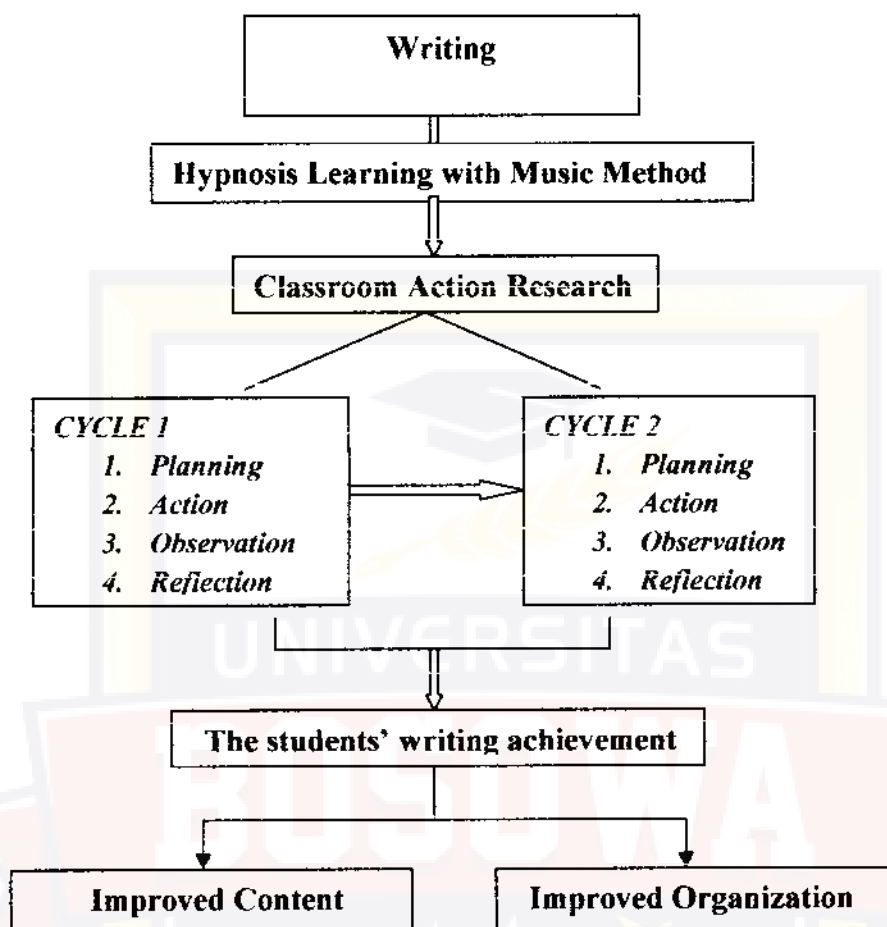 Writing
Hypnosis Learning with Music Method
Classroom Action Research
CYCLE 1
1. Planning
2. Action
3. Observation
4. Reflection
CYCLE 2
1. Planning
2. Action
3. Observation
4. Reflection
UNIVERSITAS
BOSOWA
The students' writing achievement
Improved Content
Improved Organization